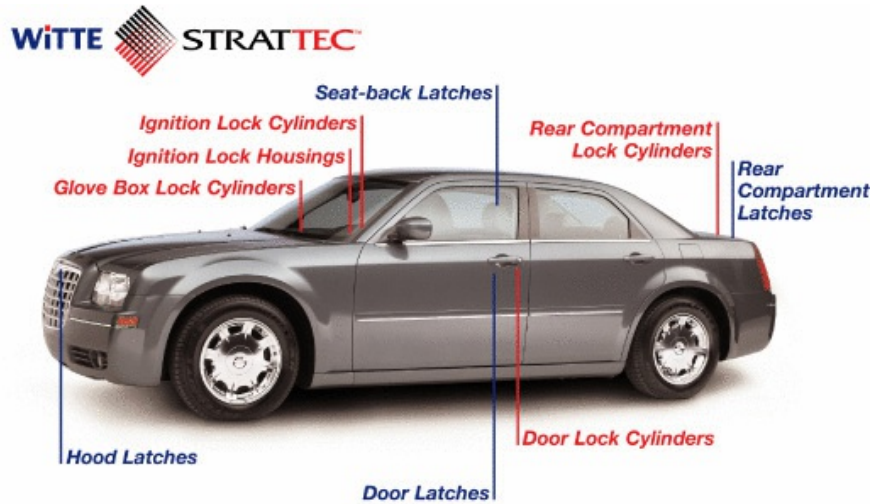 WiTTE STRATTEC™
Seat-back Latches
Ignition Lock Cylinders
Ignition Lock Housings
Glove Box Lock Cylinders
Rear Compartment
Lock Cylinders
Rear
Compartment
Latches
Door Lock Cylinders
Hood Latches
Door Latches